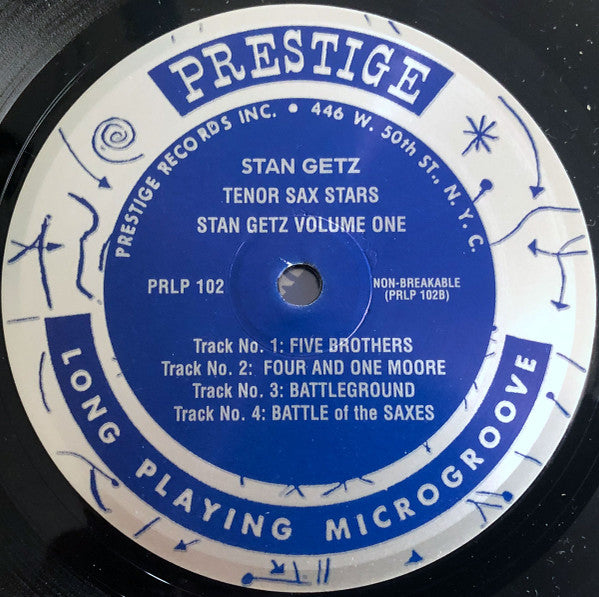 PRESTIGE
PRESTIGE RECORDS INC. • 446 W. 50th ST., N.Y.C.
STAN GETZ
TENOR SAX STARS
STAN GETZ VOLUME ONE
PRLP 102
NON-BREAKABLE
(PRLP 102B)
Track No. 1: FIVE BROTHERS
Track No. 2: FOUR AND ONE MOORE
Track No. 3: BATTLEGROUND
Track No. 4: BATTLE of the SAXES
LONG PLAYING MICROGROOVE